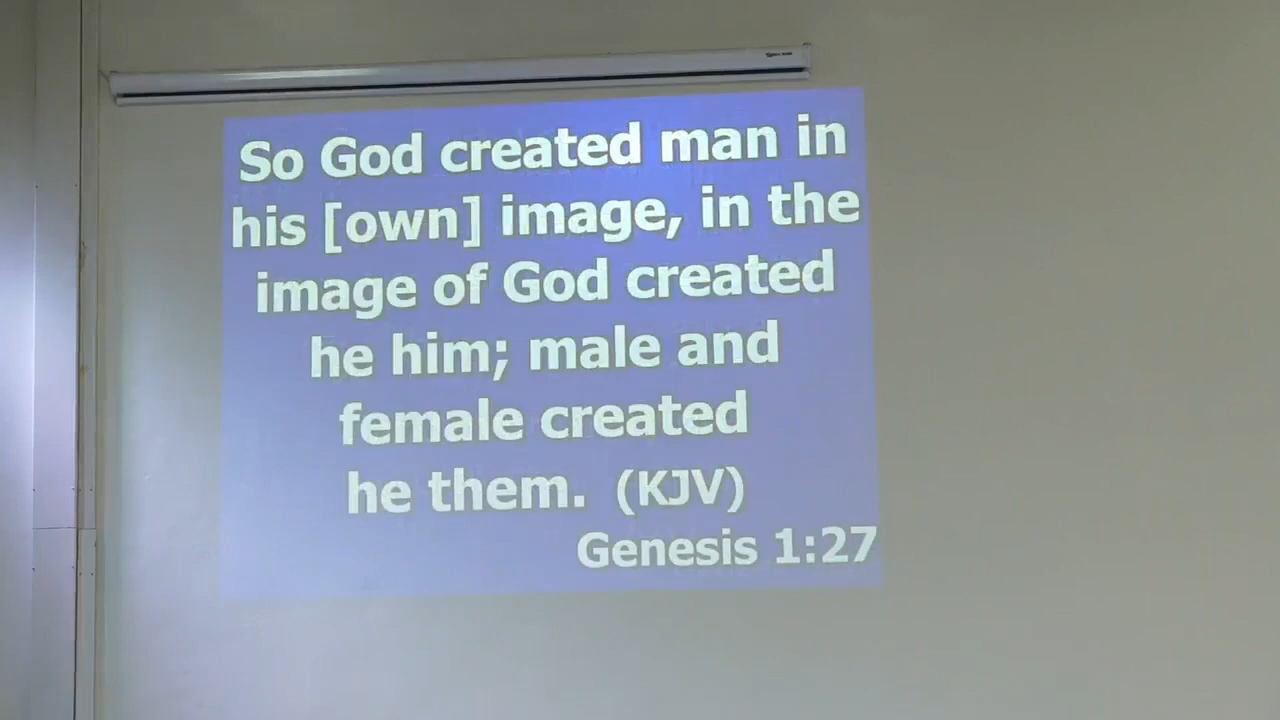 So God created man in
his [own] image, in the
image of God created
he him; male and
female created
he them. (KJV)
Genesis 1:27